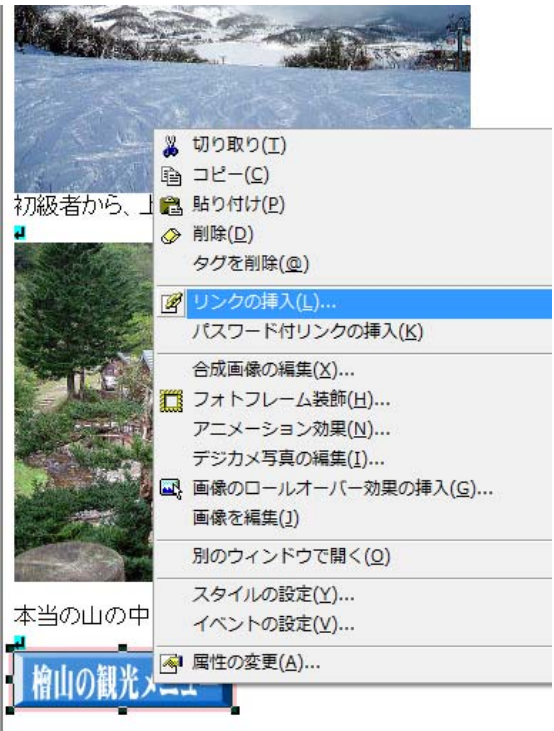 切り取り(T)
コピー(C)
初級者から、上
貼り付け(P)
削除(D)
タグを削除(@)
リンクの挿入(L)...
パスワード付リンクの挿入(K)
合成画像の編集(X)...
フォトフレーム装飾(H)...
アニメーション効果(N)...
デジカメ写真の編集(I)...
画像のロールオーバー効果の挿入(G)...
画像を編集(J)
別のウィンドウで開く(O)
スタイルの設定(Y)...
本当の山の中
イベントの設定(V)...
属性の変更(A)...
檜山の観光メニュー